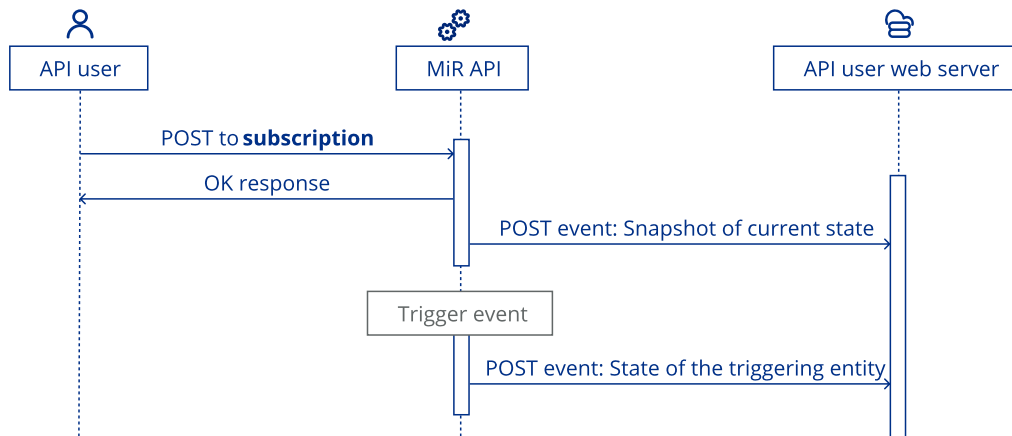 API user
MiR API
API user web server
POST to subscription
OK response
POST event: Snapshot of current state
Trigger event
POST event: State of the triggering entity